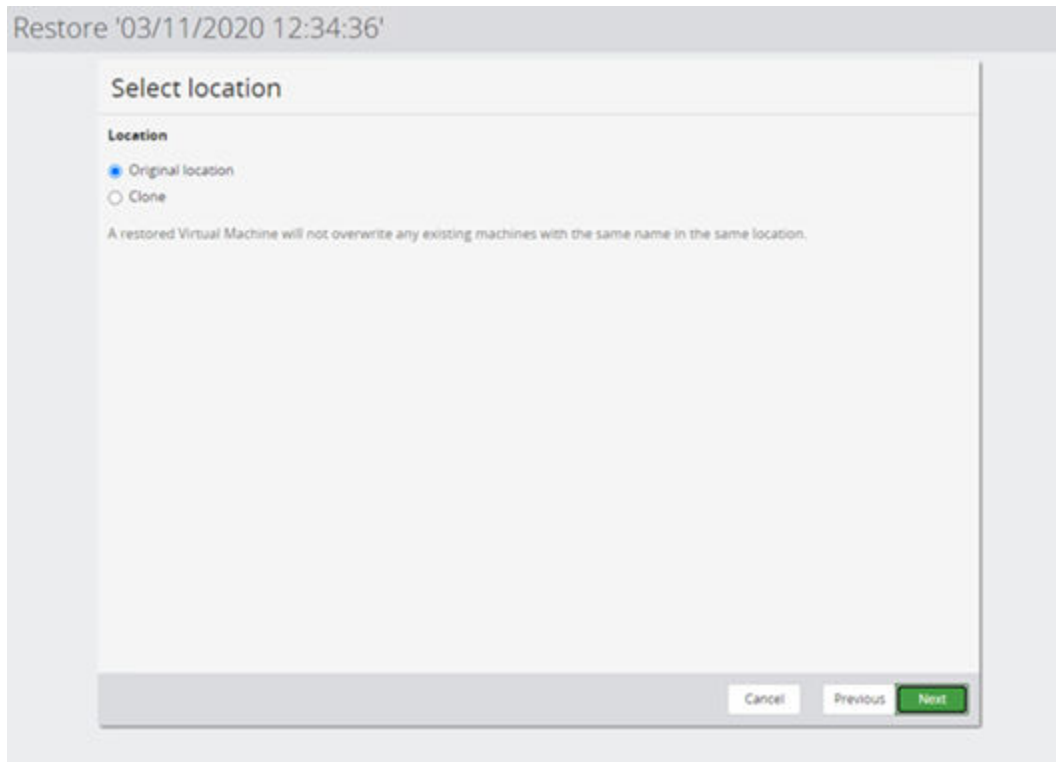 Restore '03/11/2020 12:34:36'
Select location
Location
Original location
Clone
A restored Virtual Machine will not overwrite any existing machines with the same name in the same location.
Cancel Previous Next